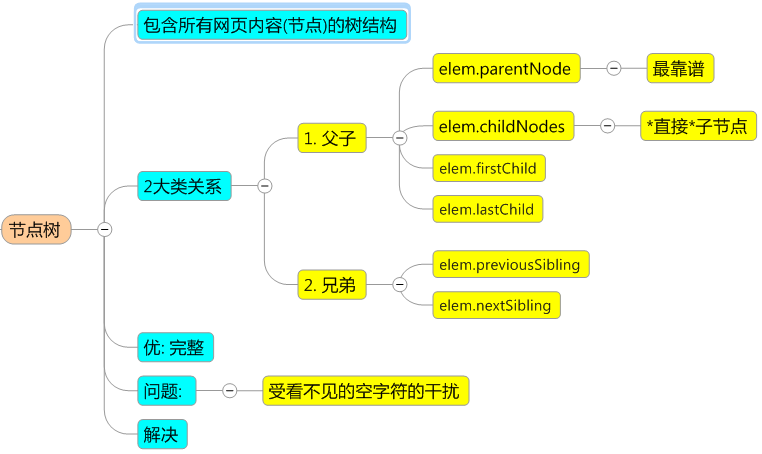 节点树
包含所有网页内容(节点)的树结构
2大类关系
1. 父子
elem.parentNode
最靠谱
elem.childNodes
*直接*子节点
elem.firstChild
elem.lastChild
2. 兄弟
elem.previousSibling
elem.nextSibling
优: 完整
问题:
受看不见的空字符的干扰
解决